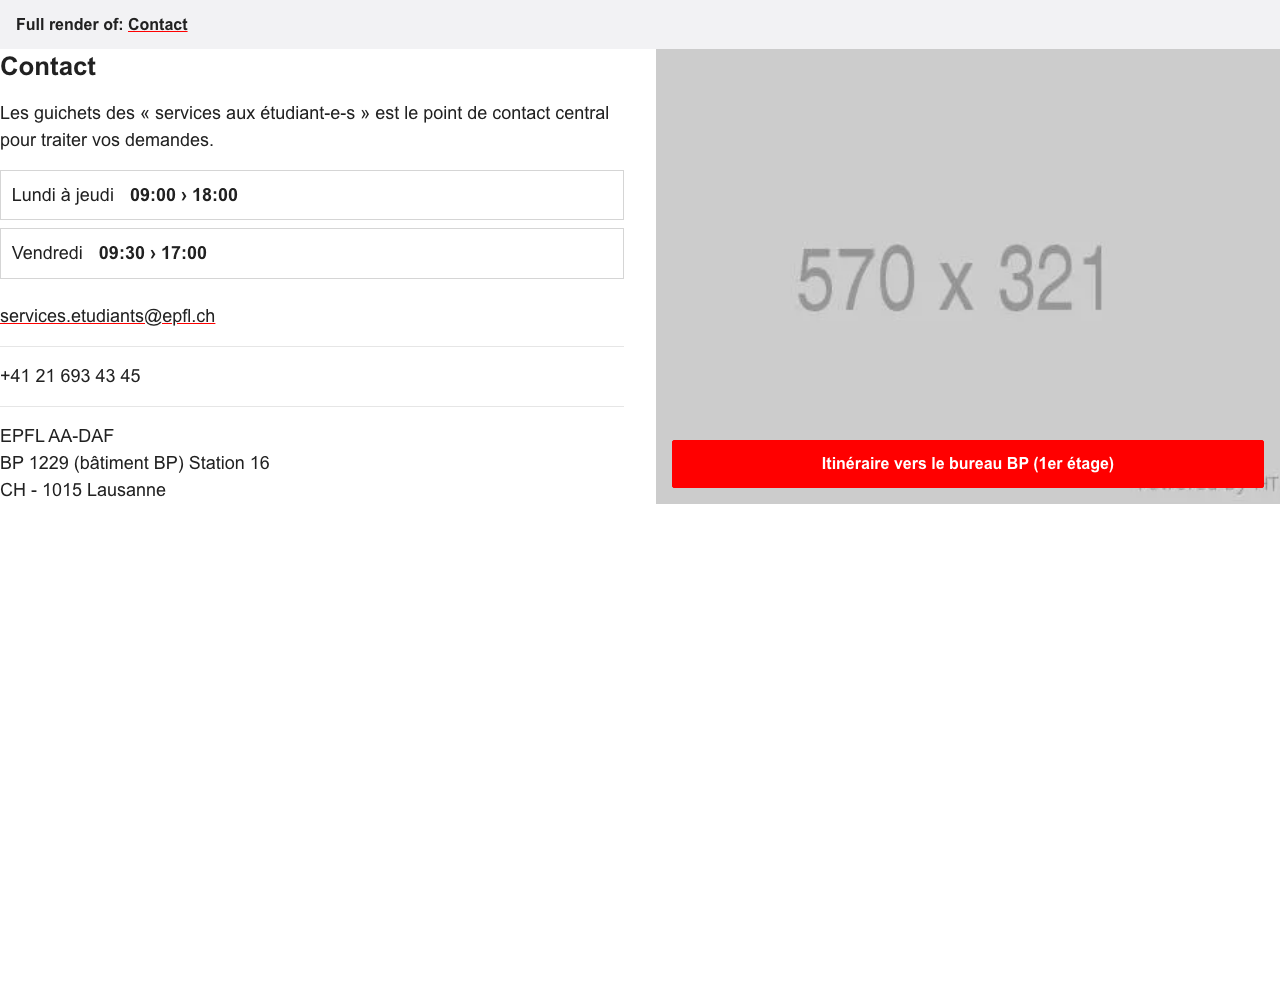 Full render of: Contact
Contact
Les guichets des « services aux étudiant-e-s » est le point de contact central
pour traiter vos demandes.
Lundi à jeudi 09:00 › 18:00
Vendredi 09:30 › 17:00
services.etudiants@epfl.ch
+41 21 693 43 45
EPFL AA-DAF
BP 1229 (bâtiment BP) Station 16
CH - 1015 Lausanne
570 x 321
Itinéraire vers le bureau BP (1er étage)